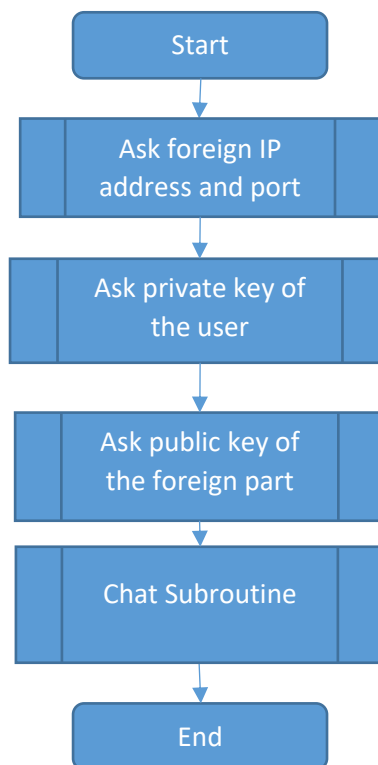 Start
Ask foreign IP
address and port
Ask private key of
the user
Ask public key of
the foreign part
Chat Subroutine
End